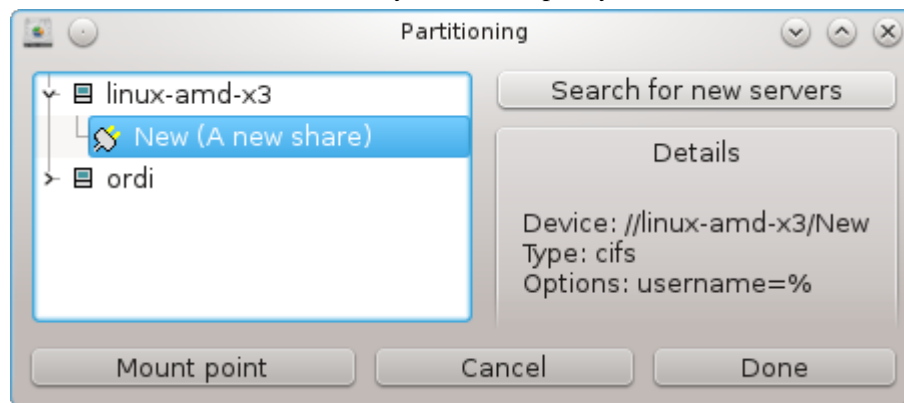 Partitioning
linux-amd-x3
New (A new share)
ordi
Search for new servers
Details
Device: //linux-amd-x3/New
Type: cifs
Options: username=%
Mount point
Cancel
Done